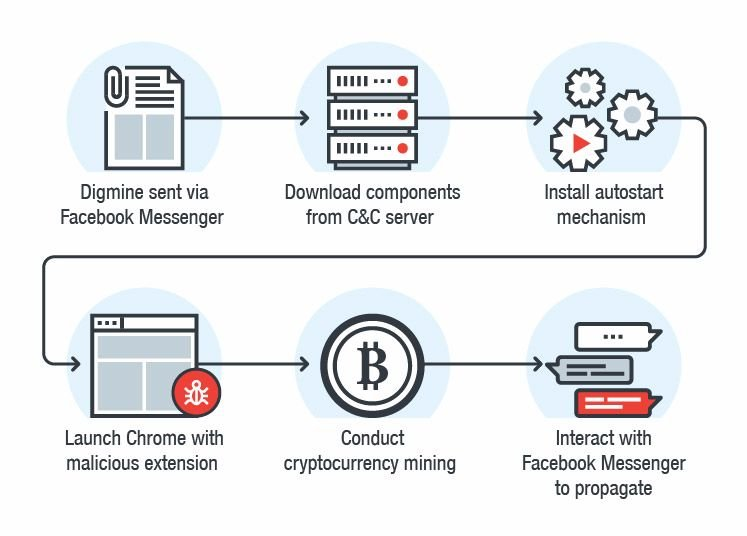 Digmine sent via
Facebook Messenger
Download components
from C&C server
Install autostart
mechanism
Launch Chrome with
malicious extension
Conduct
cryptocurrency mining
Interact with
Facebook Messenger
to propagate